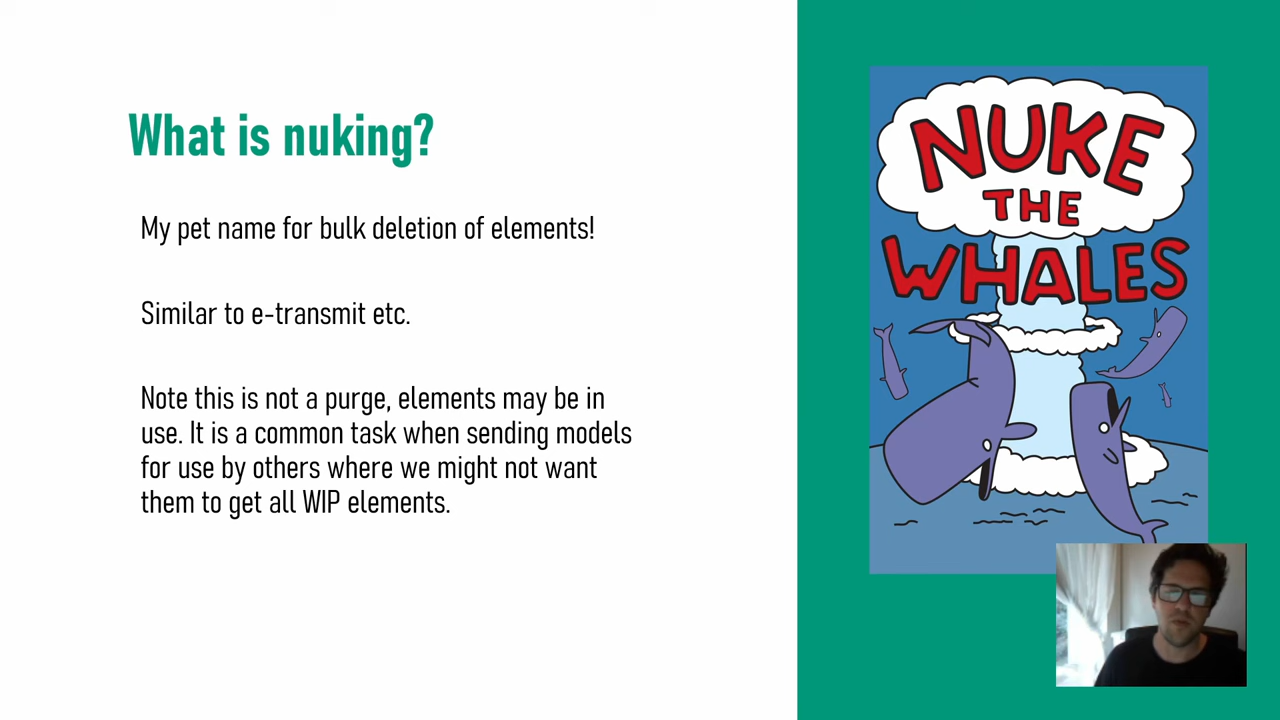 What is nuking?
My pet name for bulk deletion of elements!
Similar to e-transmit etc.
Note this is not a purge, elements may be in
use. It is a common task when sending models
for use by others where we might not want
them to get all WIP elements.
NUKE
THE
WHALES